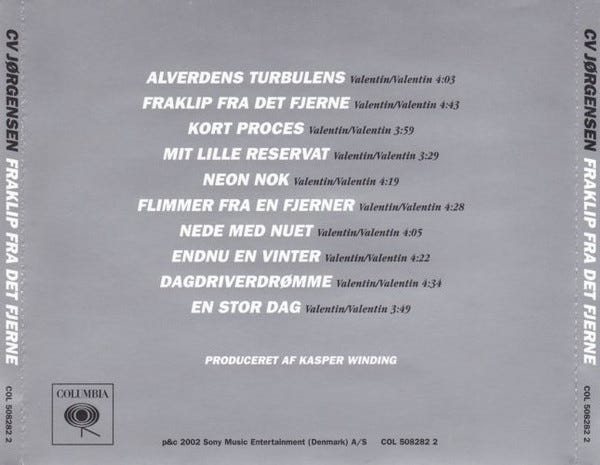 CV JØRGENSEN FRAKLIP FRA DET FJERNE
COL 508282 2
ALVERDENS TURBULENS Valentin/Valentin 4:03
FRAKLIP FRA DET FJERNE Valentin/Valentin 4:43
KORT PROCES Valentin/Valentin 3:59
MIT LILLE RESERVAT Valentin/Valentin 3:29
NEON NOK Valentin/Valentin 4:19
FLIMMER FRA EN FJERNER Valentin/Valentin 4:28
NEDE MED NUET Valentin/Valentin 4:05
ENDNU EN VINTER Valentin/Valentin 4:22
DAGDRIVERDRØMME Valentin/Valentin 4:34
EN STOR DAG Valentin/Valentin 3:49
PRODUCERET AF KASPER WINDING
COLUMBIA
p&c 2002 Sony Music Entertainment (Denmark) A/S COL 508282 2
CV JØRGENSEN FRAKLIP FRA DET FJERNE
COL 508282 2